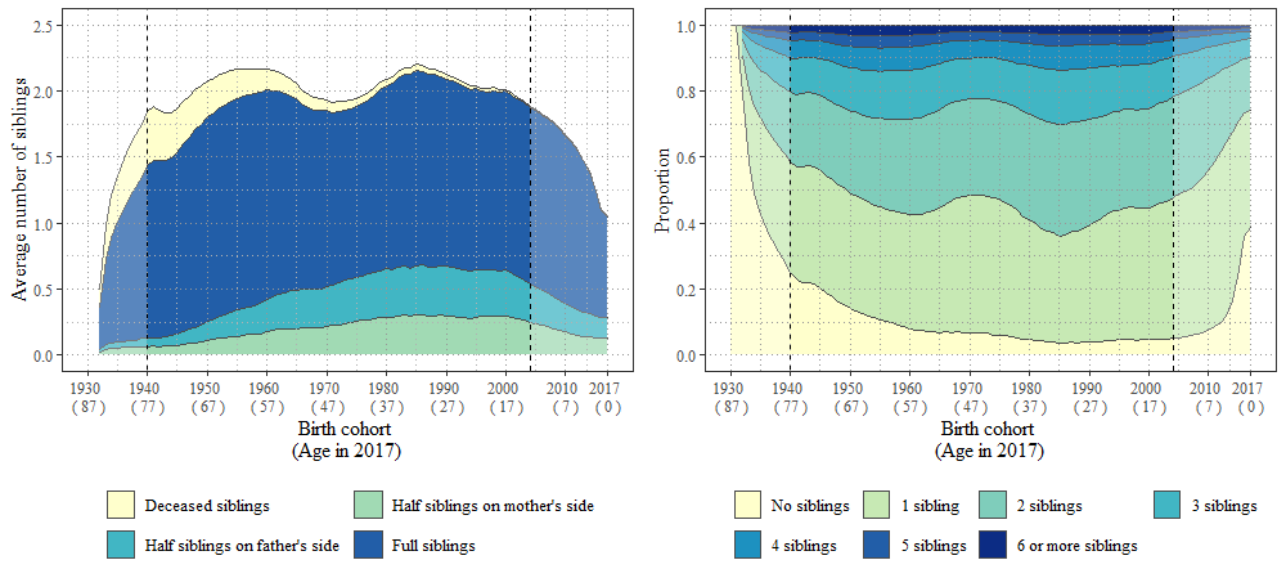 Average number of siblings
2.5
2.0
1.5
1.0
0.5
0.0
1930 1940 1950 1960 1970 1980 1990 2000 2010 2017
( 87 ) ( 77 ) ( 67 ) ( 57 ) ( 47 ) ( 37 ) ( 27 ) ( 17 ) ( 7 ) ( 0 )
Birth cohort
(Age in 2017)
Deceased siblings Half siblings on mother's side
Half siblings on father's side Full siblings
Proportion
1.0
0.8
0.6
0.4
0.2
0.0
1930 1940 1950 1960 1970 1980 1990 2000 2010 2017
( 87 ) ( 77 ) ( 67 ) ( 57 ) ( 47 ) ( 37 ) ( 27 ) ( 17 ) ( 7 ) ( 0 )
Birth cohort
(Age in 2017)
No siblings 1 sibling 2 siblings 3 siblings
4 siblings 5 siblings 6 or more siblings